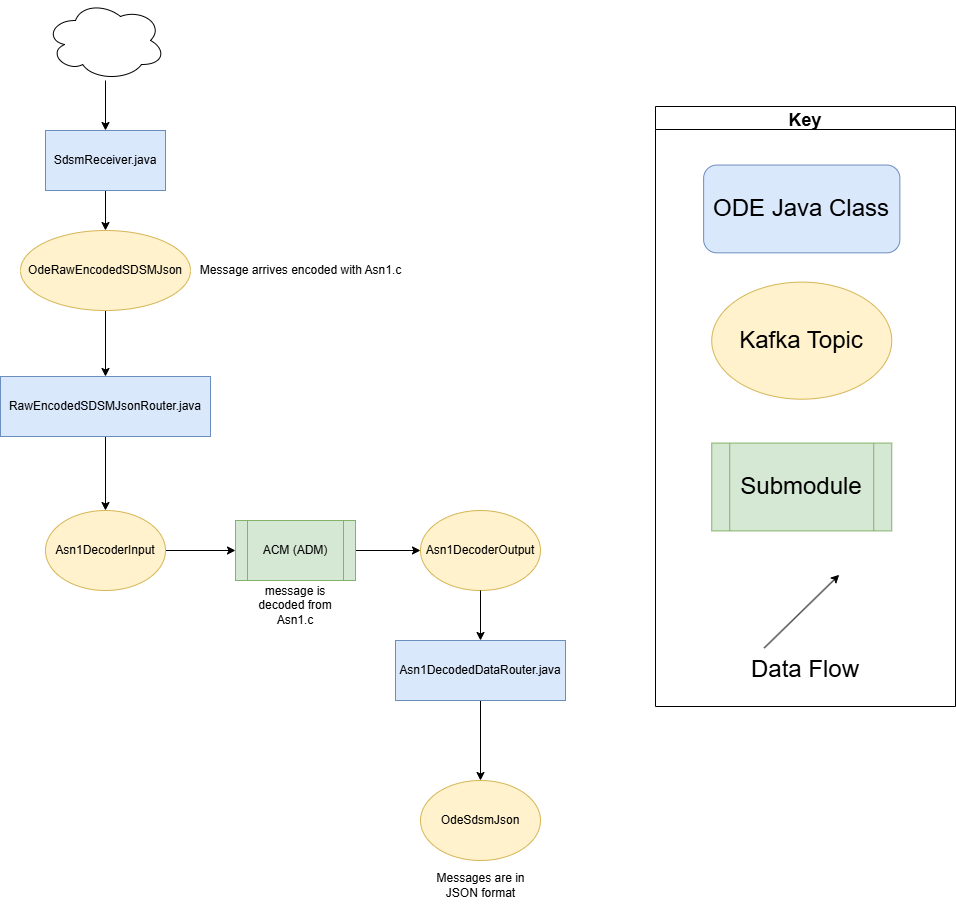 SdsmReceiver.java
OdeRawEncodedSDSMJson
Message arrives encoded with Asn1.c
RawEncodedSDSMJsonRouter.java
Asn1DecoderInput
ACM (ADM)
message is
decoded from
Asn1.c
Asn1DecoderOutput
Asn1DecodedDataRouter.java
OdeSdsmJson
Messages are in
JSON format
Key
ODE Java Class
Kafka Topic
Submodule
Data Flow